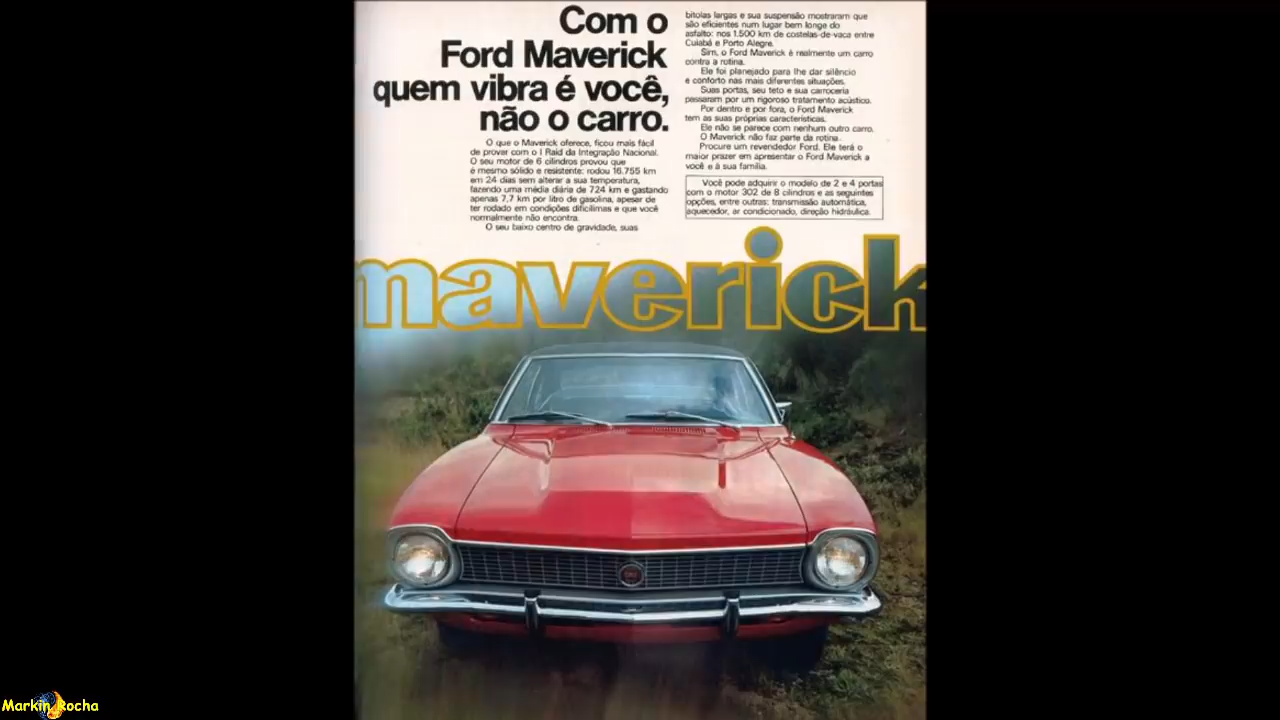 Com o
Ford Maverick
quem vibra é você,
não o carro.
O que o Maverick oferece, ficou mais fácil
de provar com o I Raid da Integração Nacional.
O seu motor de 6 cilindros provou que
é mesmo sólido e resistente: rodou 16.755 km
em 24 dias sem alterar a sua temperatura,
fazendo uma média diária de 724 km e gastando
apenas 7,7 km por litro de gasolina, apesar de
ter rodado em condições dificílimas e que você
normalmente não encontra.
O seu baixo centro de gravidade, suas
bitolas largas e sua suspensão mostraram que
são eficientes num lugar bem longe do
asfalto: nos 1.500 km de costelas-de-vaca entre
Cuiabá e Porto Alegre.
Sim, o Ford Maverick é realmente um carro
contra a rotina.
Ele foi planejado para lhe dar silêncio
e conforto nas mais diferentes situações.
Suas portas, seu teto e sua carroceria
passaram por um rigoroso tratamento acústico.
Por dentro e por fora, o Ford Maverick
tem as suas próprias características.
Ele não se parece com nenhum outro carro.
O Maverick não faz parte da rotina.
Procure um revendedor Ford. Ele terá o
maior prazer em apresentar o Ford Maverick a
você e à sua família.
Você pode adquirir o modelo de 2 e 4 portas
com o motor 302 de 8 cilindros e as seguintes
opções, entre outras: transmissão automática,
aquecedor, ar condicionado, direção hidráulica.
maverick
Markin Rocha